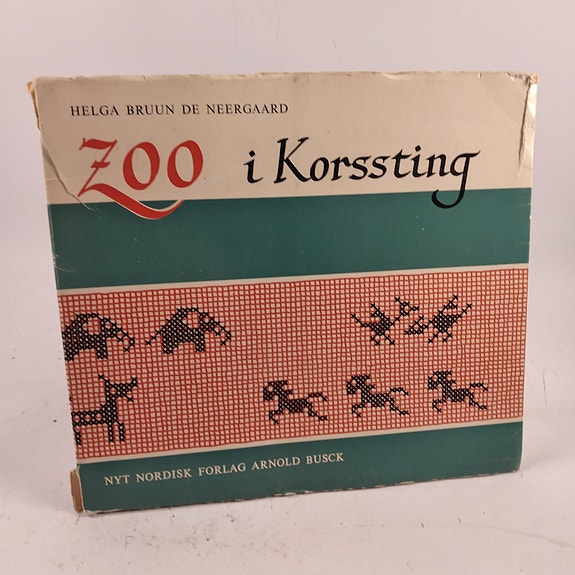 HELGA BRUUN DE NEERGAARD
Zoo i Korssting
NYT NORDISK FORLAG ARNOLD BUSCK